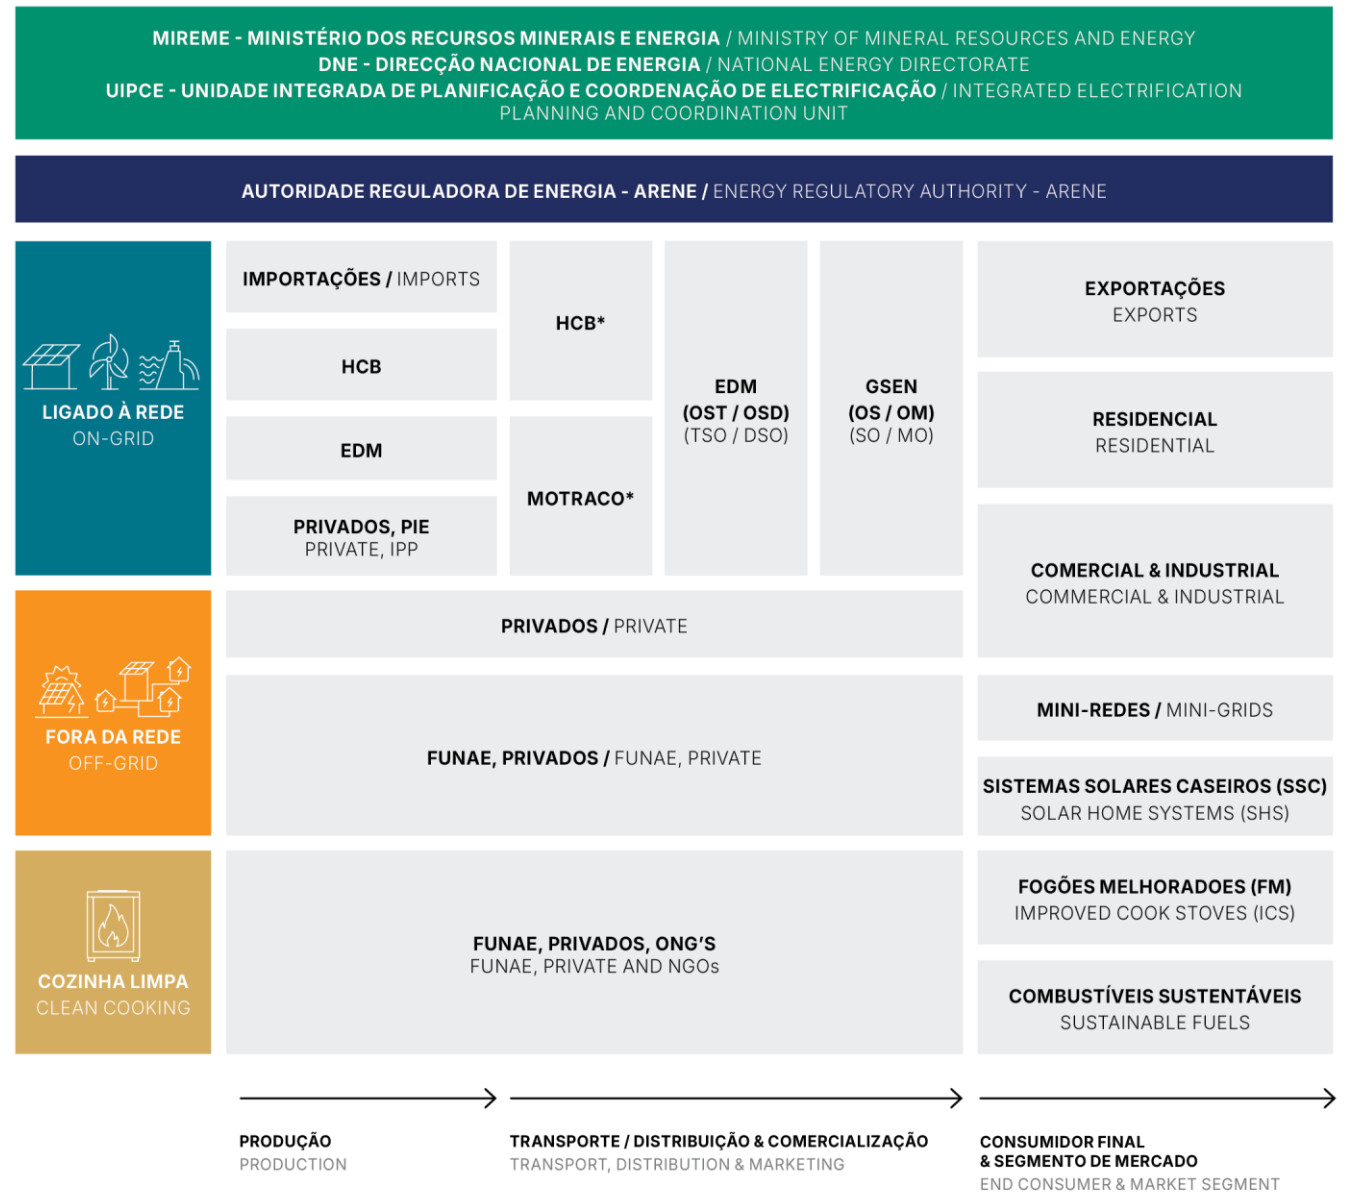 MIREME - MINISTÉRIO DOS RECURSOS MINERAIS E ENERGIA / MINISTRY OF MINERAL RESOURCES AND ENERGY
DNE - DIRECÇÃO NACIONAL DE ENERGIA / NATIONAL ENERGY DIRECTORATE
UIPCE - UNIDADE INTEGRADA DE PLANIFICAÇÃO E COORDENAÇÃO DE ELECTRIFICAÇÃO / INTEGRATED ELECTRIFICATION
PLANNING AND COORDINATION UNIT
AUTORIDADE REGULADORA DE ENERGIA - ARENE / ENERGY REGULATORY AUTHORITY - ARENE
LIGADO À REDE
ON-GRID
IMPORTAÇÕES / IMPORTS
HCB
EDM
PRIVADOS, PIE
PRIVATE, IPP
HCB*
MOTRACO*
EDM
(OST / OSD)
(TSO / DSO)
GSEN
(OS / OM)
(SO / MO)
EXPORTAÇÕES
EXPORTS
RESIDENCIAL
RESIDENTIAL
COMERCIAL & INDUSTRIAL
COMMERCIAL & INDUSTRIAL
FORA DA REDE
OFF-GRID
PRIVADOS / PRIVATE
FUNAE, PRIVADOS / FUNAE, PRIVATE
MINI-REDES / MINI-GRIDS
SISTEMAS SOLARES CASEIROS (SSC)
SOLAR HOME SYSTEMS (SHS)
COZINHA LIMPA
CLEAN COOKING
FUNAE, PRIVADOS, ONG'S
FUNAE, PRIVATE AND NGOs
FOGÕES MELHORADOES (FM)
IMPROVED COOK STOVES (ICS)
COMBUSTÍVEIS SUSTENTÁVEIS
SUSTAINABLE FUELS
PRODUÇÃO
PRODUCTION
TRANSPORTE / DISTRIBUIÇÃO & COMERCIALIZAÇÃO
TRANSPORT, DISTRIBUTION & MARKETING
CONSUMIDOR FINAL
& SEGMENTO DE MERCADO
END CONSUMER & MARKET SEGMENT